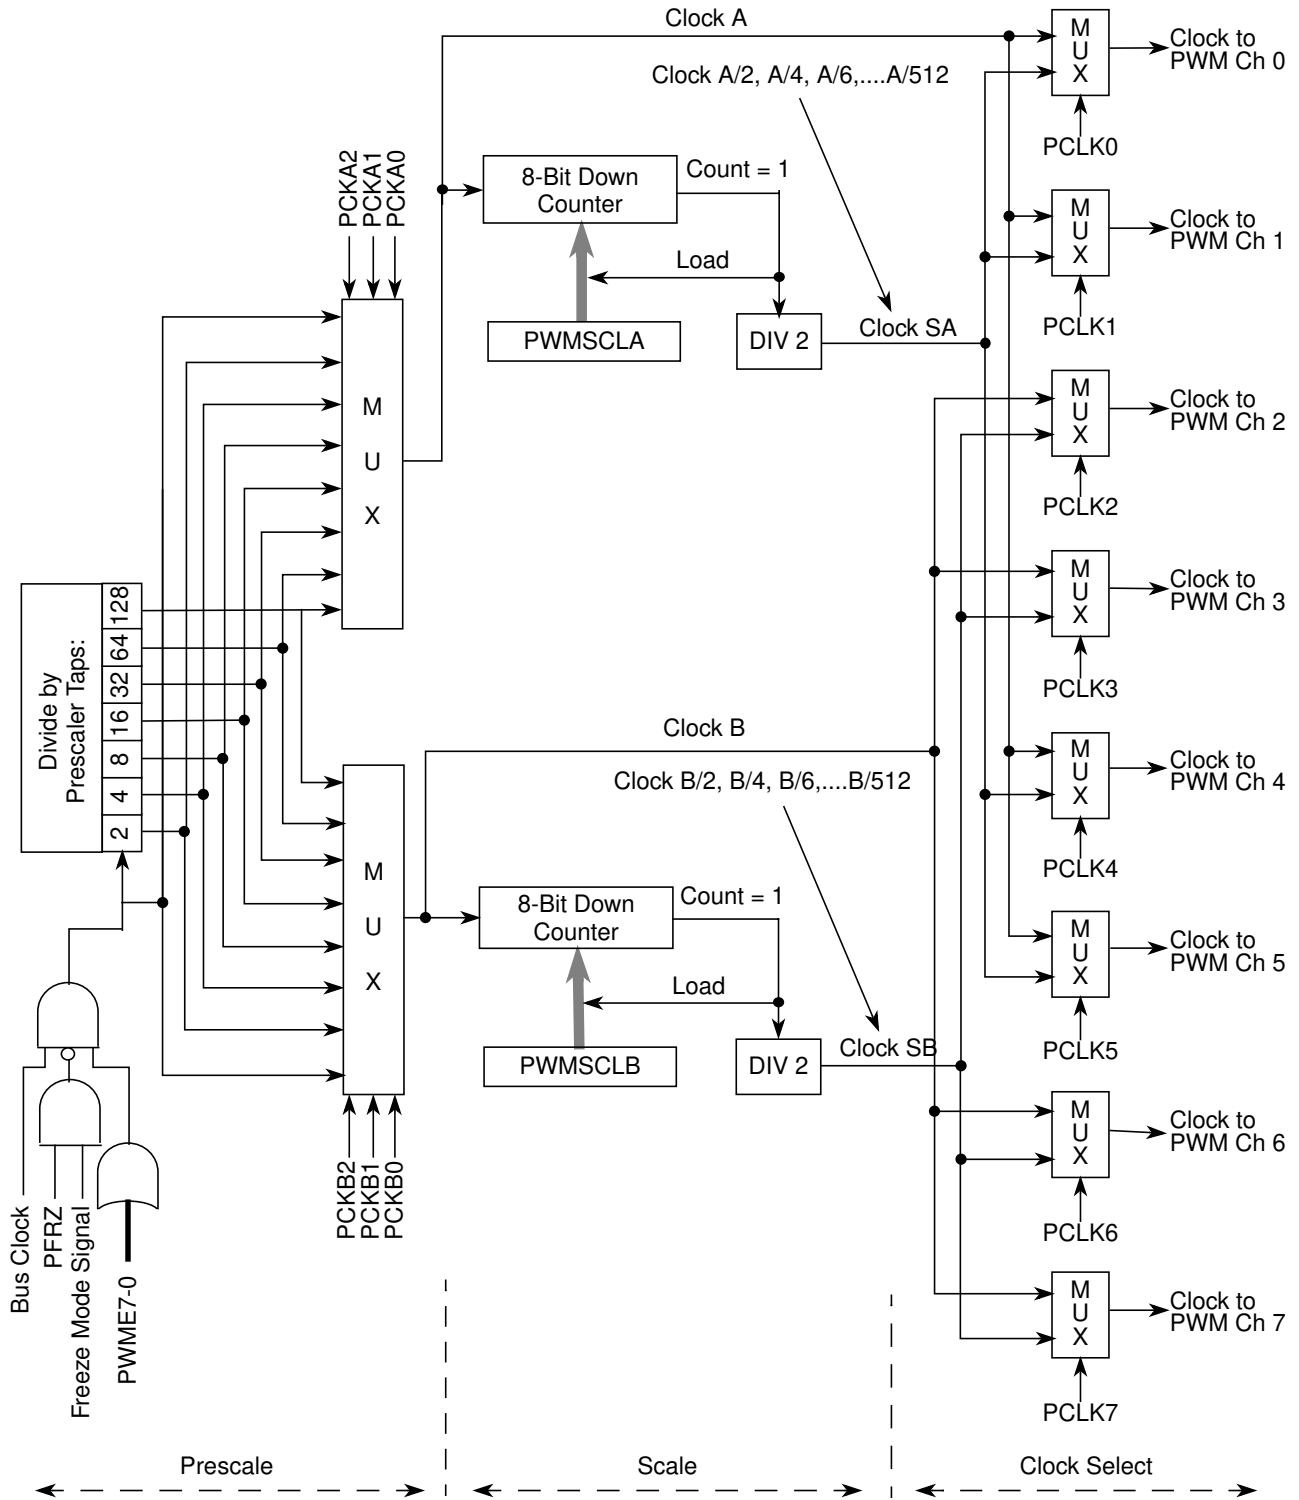 Clock A
Clock A/2, A/4, A/6,....A/512
M
U
X
Clock to
PWM Ch 0
PCLK0
PCKA2
PCKA1
PCKA0
8-Bit Down
Counter
Count = 1
Load
PWMSCLA
DIV 2
Clock SA
M
U
X
Clock to
PWM Ch 1
PCLK1
M
U
X
M
U
X
Clock to
PWM Ch 2
PCLK2
M
U
X
Clock to
PWM Ch 3
PCLK3
Divide by
Prescaler Taps:
128
64
32
16
8
4
2
Clock B
Clock B/2, B/4, B/6,....B/512
M
U
X
Clock to
PWM Ch 4
PCLK4
M
U
X
8-Bit Down
Counter
Count = 1
Load
PWMSCLB
DIV 2
Clock SB
M
U
X
Clock to
PWM Ch 5
PCLK5
PCKB2
PCKB1
PCKB0
M
U
X
Clock to
PWM Ch 6
PCLK6
Bus Clock
PFRZ
Freeze Mode Signal
PWME7-0
M
U
X
Clock to
PWM Ch 7
PCLK7
Prescale
Scale
Clock Select